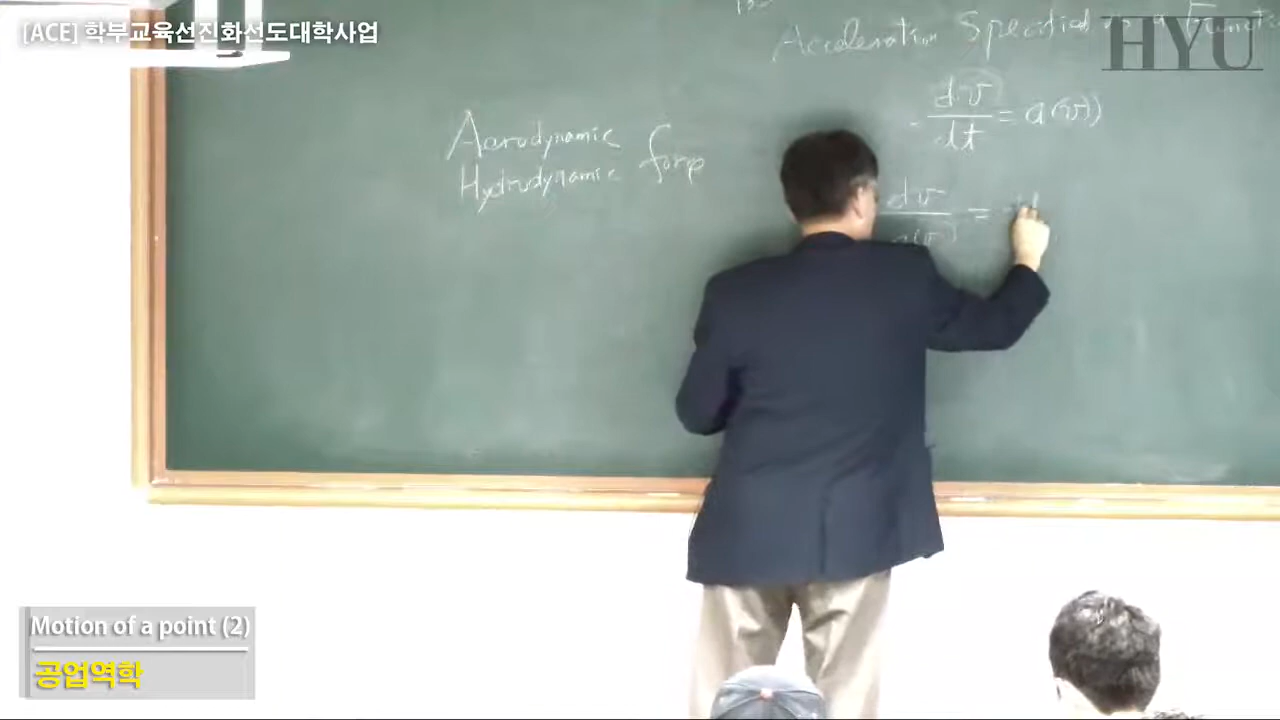 [ACE] 학부교육선진화선도대학사업
HYU
Acceleration Specified
dv
dt
= a(v)
Aerodynamic
Hydrodynamic
force
dv
a(v)
=
Motion of a point (2)
공업역학